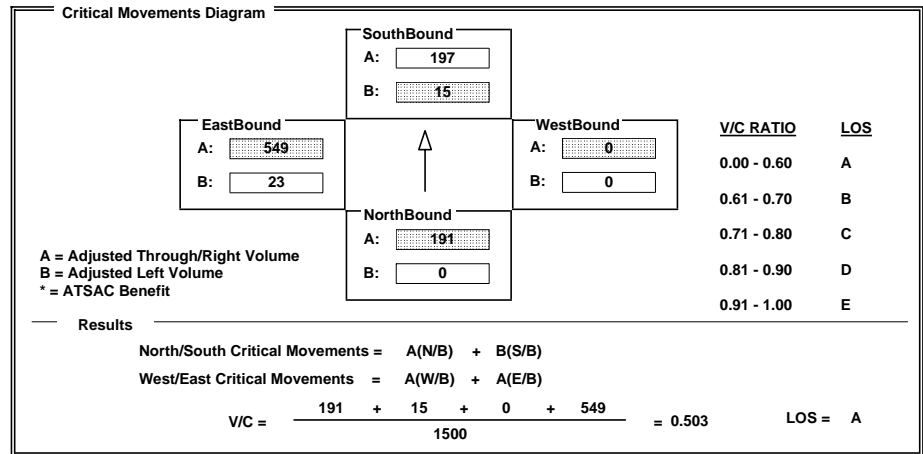 Critical Movements Diagram
SouthBound
A: 197
B: 15
EastBound
A: 549
B: 23
WestBound
A: 0
B: 0
NorthBound
A: 191
B: 0
V/C RATIO LOS
0.00 - 0.60 A
0.61 - 0.70 B
0.71 - 0.80 C
0.81 - 0.90 D
0.91 - 1.00 E
A = Adjusted Through/Right Volume
B = Adjusted Left Volume
* = ATSAC Benefit
Results
North/South Critical Movements = A(N/B) + B(S/B)
West/East Critical Movements = A(W/B) + A(E/B)
191 + 15 + 0 + 549
V/C = = 0.503 LOS = A
1500